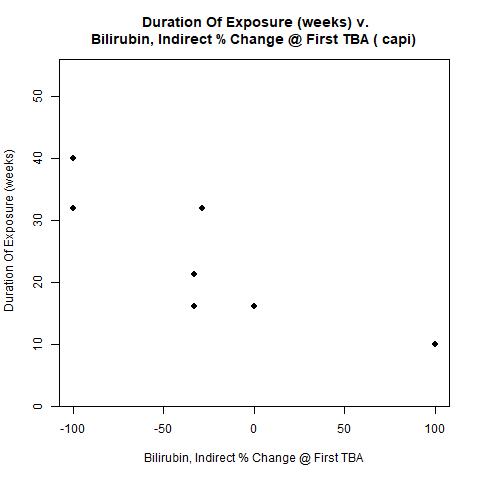 Duration Of Exposure (weeks) v.
Bilirubin, Indirect % Change @ First TBA ( capi)
Duration Of Exposure (weeks)
50
40
30
20
10
0
-100
-50
0
50
100
Bilirubin, Indirect % Change @ First TBA